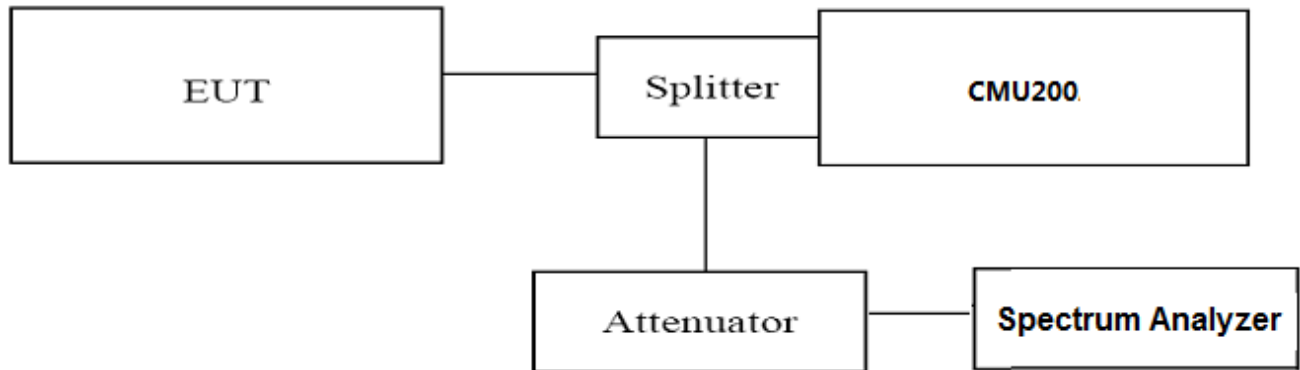 EUT
Splitter
CMU200
Attenuator
Spectrum Analyzer